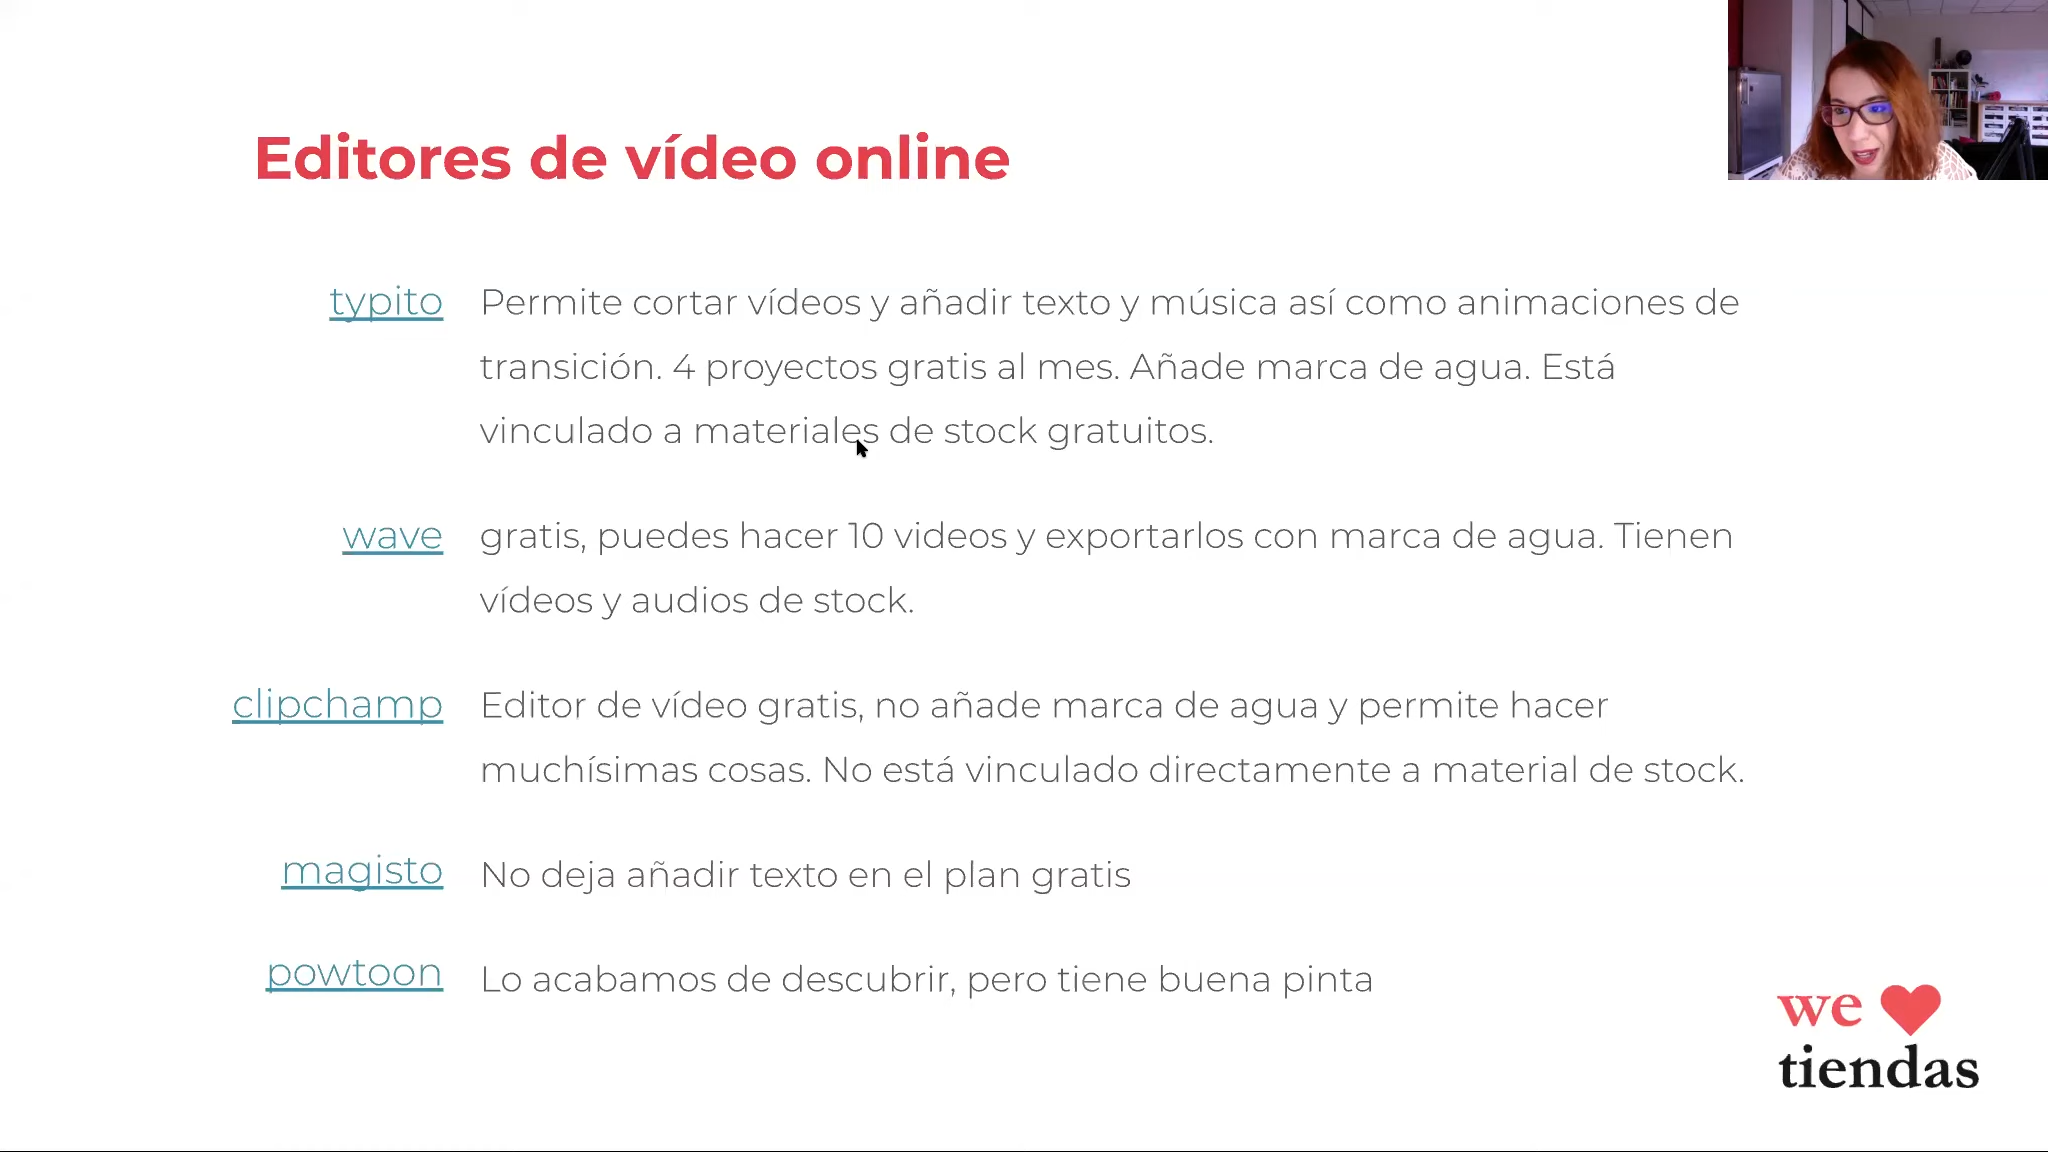 Editores de vídeo online
typito
Permite cortar vídeos y añadir texto y música así como animaciones de
transición. 4 proyectos gratis al mes. Añade marca de agua. Está
vinculado a materiales de stock gratuitos.
wave
gratis, puedes hacer 10 videos y exportarlos con marca de agua. Tienen
vídeos y audios de stock.
clipchamp
Editor de vídeo gratis, no añade marca de agua y permite hacer
muchísimas cosas. No está vinculado directamente a material de stock.
magisto
No deja añadir texto en el plan gratis
powtoon
Lo acabamos de descubrir, pero tiene buena pinta
we
tiendas